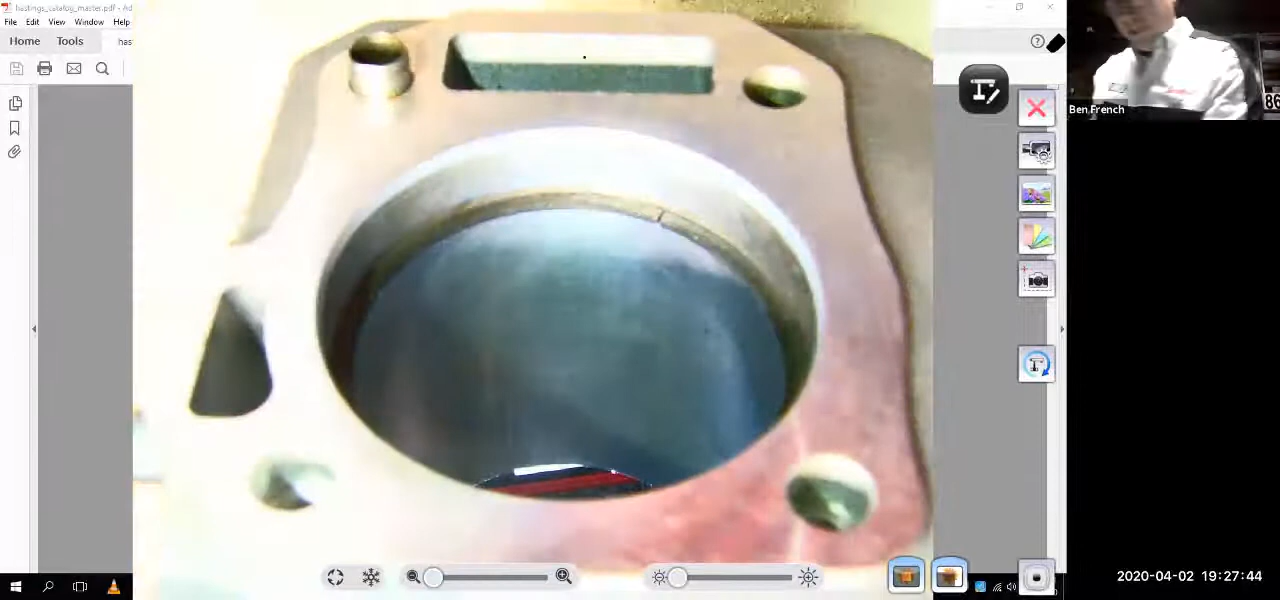 hastings_catalog_master.pdf - Ad
File Edit View Window Help
Home Tools has
Ben French
86
2020-04-02 19:27:44